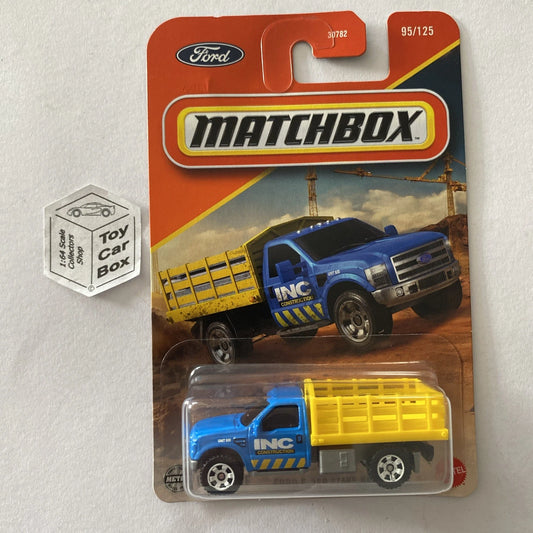 Ford
30782
95/125
MATCHBOX
1:64 Scale
Collectors
Shop
Toy
Car
Box
INC
CONSTRUCTION
INC
CONSTRUCTION